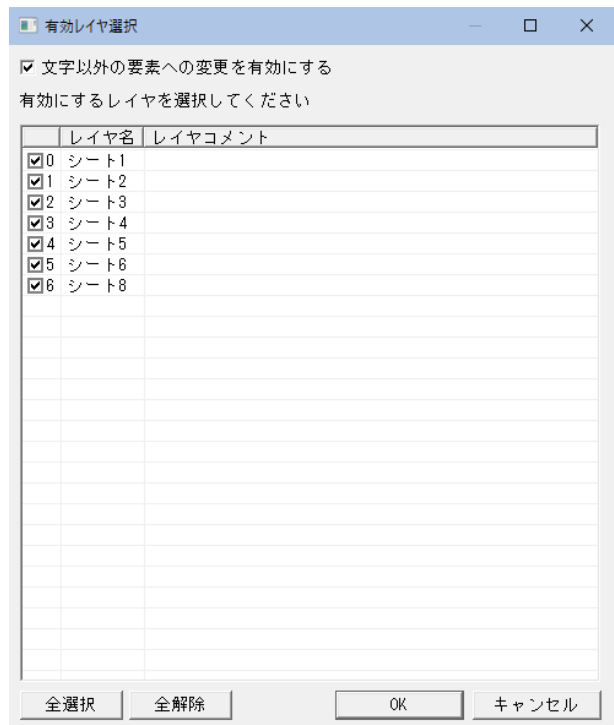 有効レイヤ選択
文字以外の要素への変更を有効にする
有効にするレイヤを選択してください
レイヤ名 レイヤコメント
0 シート1
1 シート2
2 シート3
3 シート4
4 シート5
5 シート6
6 シート8
全選択 全解除 OK キャンセル